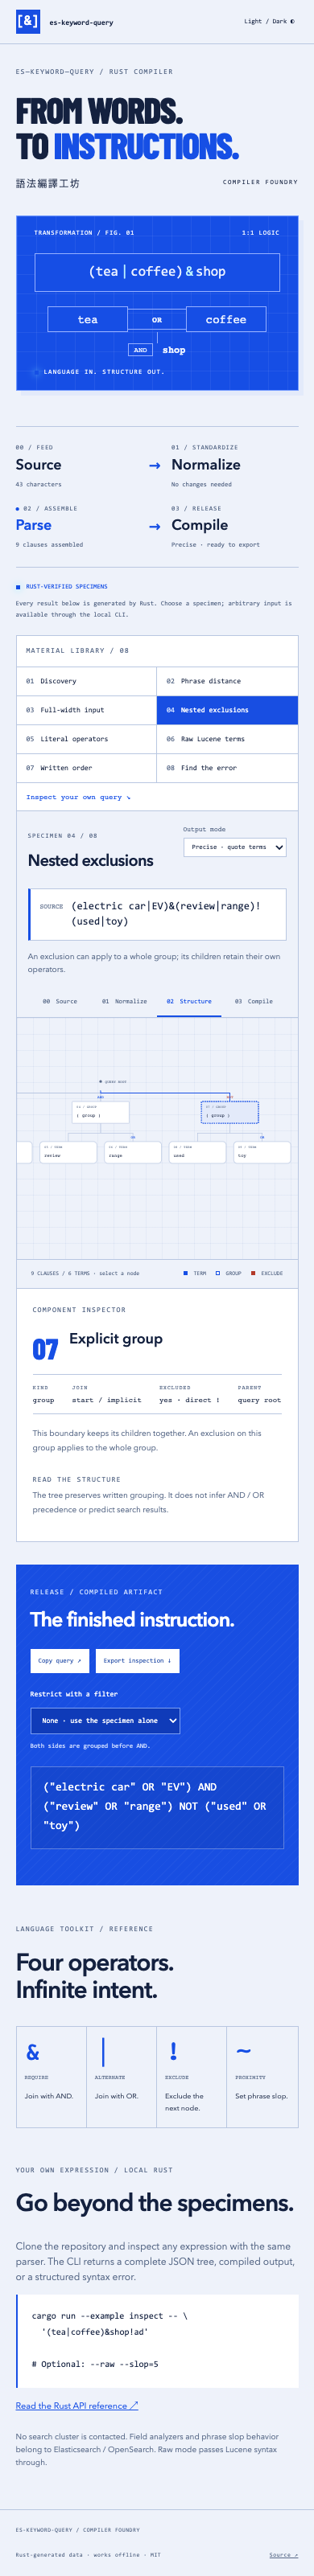 [&] es-keyword-query Light / Dark ◐
ES—KEYWORD—QUERY / RUST COMPILER
FROM WORDS.
TO INSTRUCTIONS.
語法編譯工坊 COMPILER FOUNDRY
TRANSFORMATION / FIG. 01 1:1 LOGIC
(tea | coffee) & shop
tea OR coffee
AND shop
LANGUAGE IN. STRUCTURE OUT.
00 / FEED 01 / STANDARDIZE
Source → Normalize
43 characters No changes needed
02 / ASSEMBLE 03 / RELEASE
Parse → Compile
9 clauses assembled Precise · ready to export
RUST-VERIFIED SPECIMENS
Every result below is generated by Rust. Choose a specimen; arbitrary input is
available through the local CLI.
MATERIAL LIBRARY / 08
01 Discovery 02 Phrase distance
03 Full-width input 04 Nested exclusions
05 Literal operators 06 Raw Lucene terms
07 Written order 08 Find the error
Inspect your own query ↘
SPECIMEN 04 / 08 Output mode
Nested exclusions Precise · quote terms
SOURCE (electric car|EV)&(review|range)!
(used|toy)
An exclusion can apply to a whole group; its children retain their own
operators.
00 Source 01 Normalize 02 Structure 03 Compile
query root
AND
( group ) ( group )
OR OR
review range used toy
9 CLAUSES / 6 TERMS · select a node TERM GROUP EXCLUDE
COMPONENT INSPECTOR
07 Explicit group
KIND JOIN EXCLUDED PARENT
group start / implicit yes · direct ! query root
This boundary keeps its children together. An exclusion on this
group applies to the whole group.
READ THE STRUCTURE
The tree preserves written grouping. It does not infer AND / OR
precedence or predict search results.
RELEASE / COMPILED ARTIFACT
The finished instruction.
Copy query ↗ Export inspection ↓
Restrict with a filter
None · use the specimen alone
Both sides are grouped before AND.
("electric car" OR "EV") AND
("review" OR "range") NOT ("used" OR
"toy")
LANGUAGE TOOLKIT / REFERENCE
Four operators.
Infinite intent.
& | ! ~
REQUIRE ALTERNATE EXCLUDE PROXIMITY
Join with AND. Join with OR. Exclude the Set phrase slop.
next node.
YOUR OWN EXPRESSION / LOCAL RUST
Go beyond the specimens.
Clone the repository and inspect any expression with the same
parser. The CLI returns a complete JSON tree, compiled output,
or a structured syntax error.
cargo run --example inspect -- \
'(tea|coffee)&shop!ad'
# Optional: --raw --slop=5
Read the Rust API reference ↗
No search cluster is contacted. Field analyzers and phrase slop behavior
belong to Elasticsearch / OpenSearch. Raw mode passes Lucene syntax
through.
ES-KEYWORD-QUERY / COMPILER FOUNDRY
Rust-generated data · works offline · MIT Source ↗